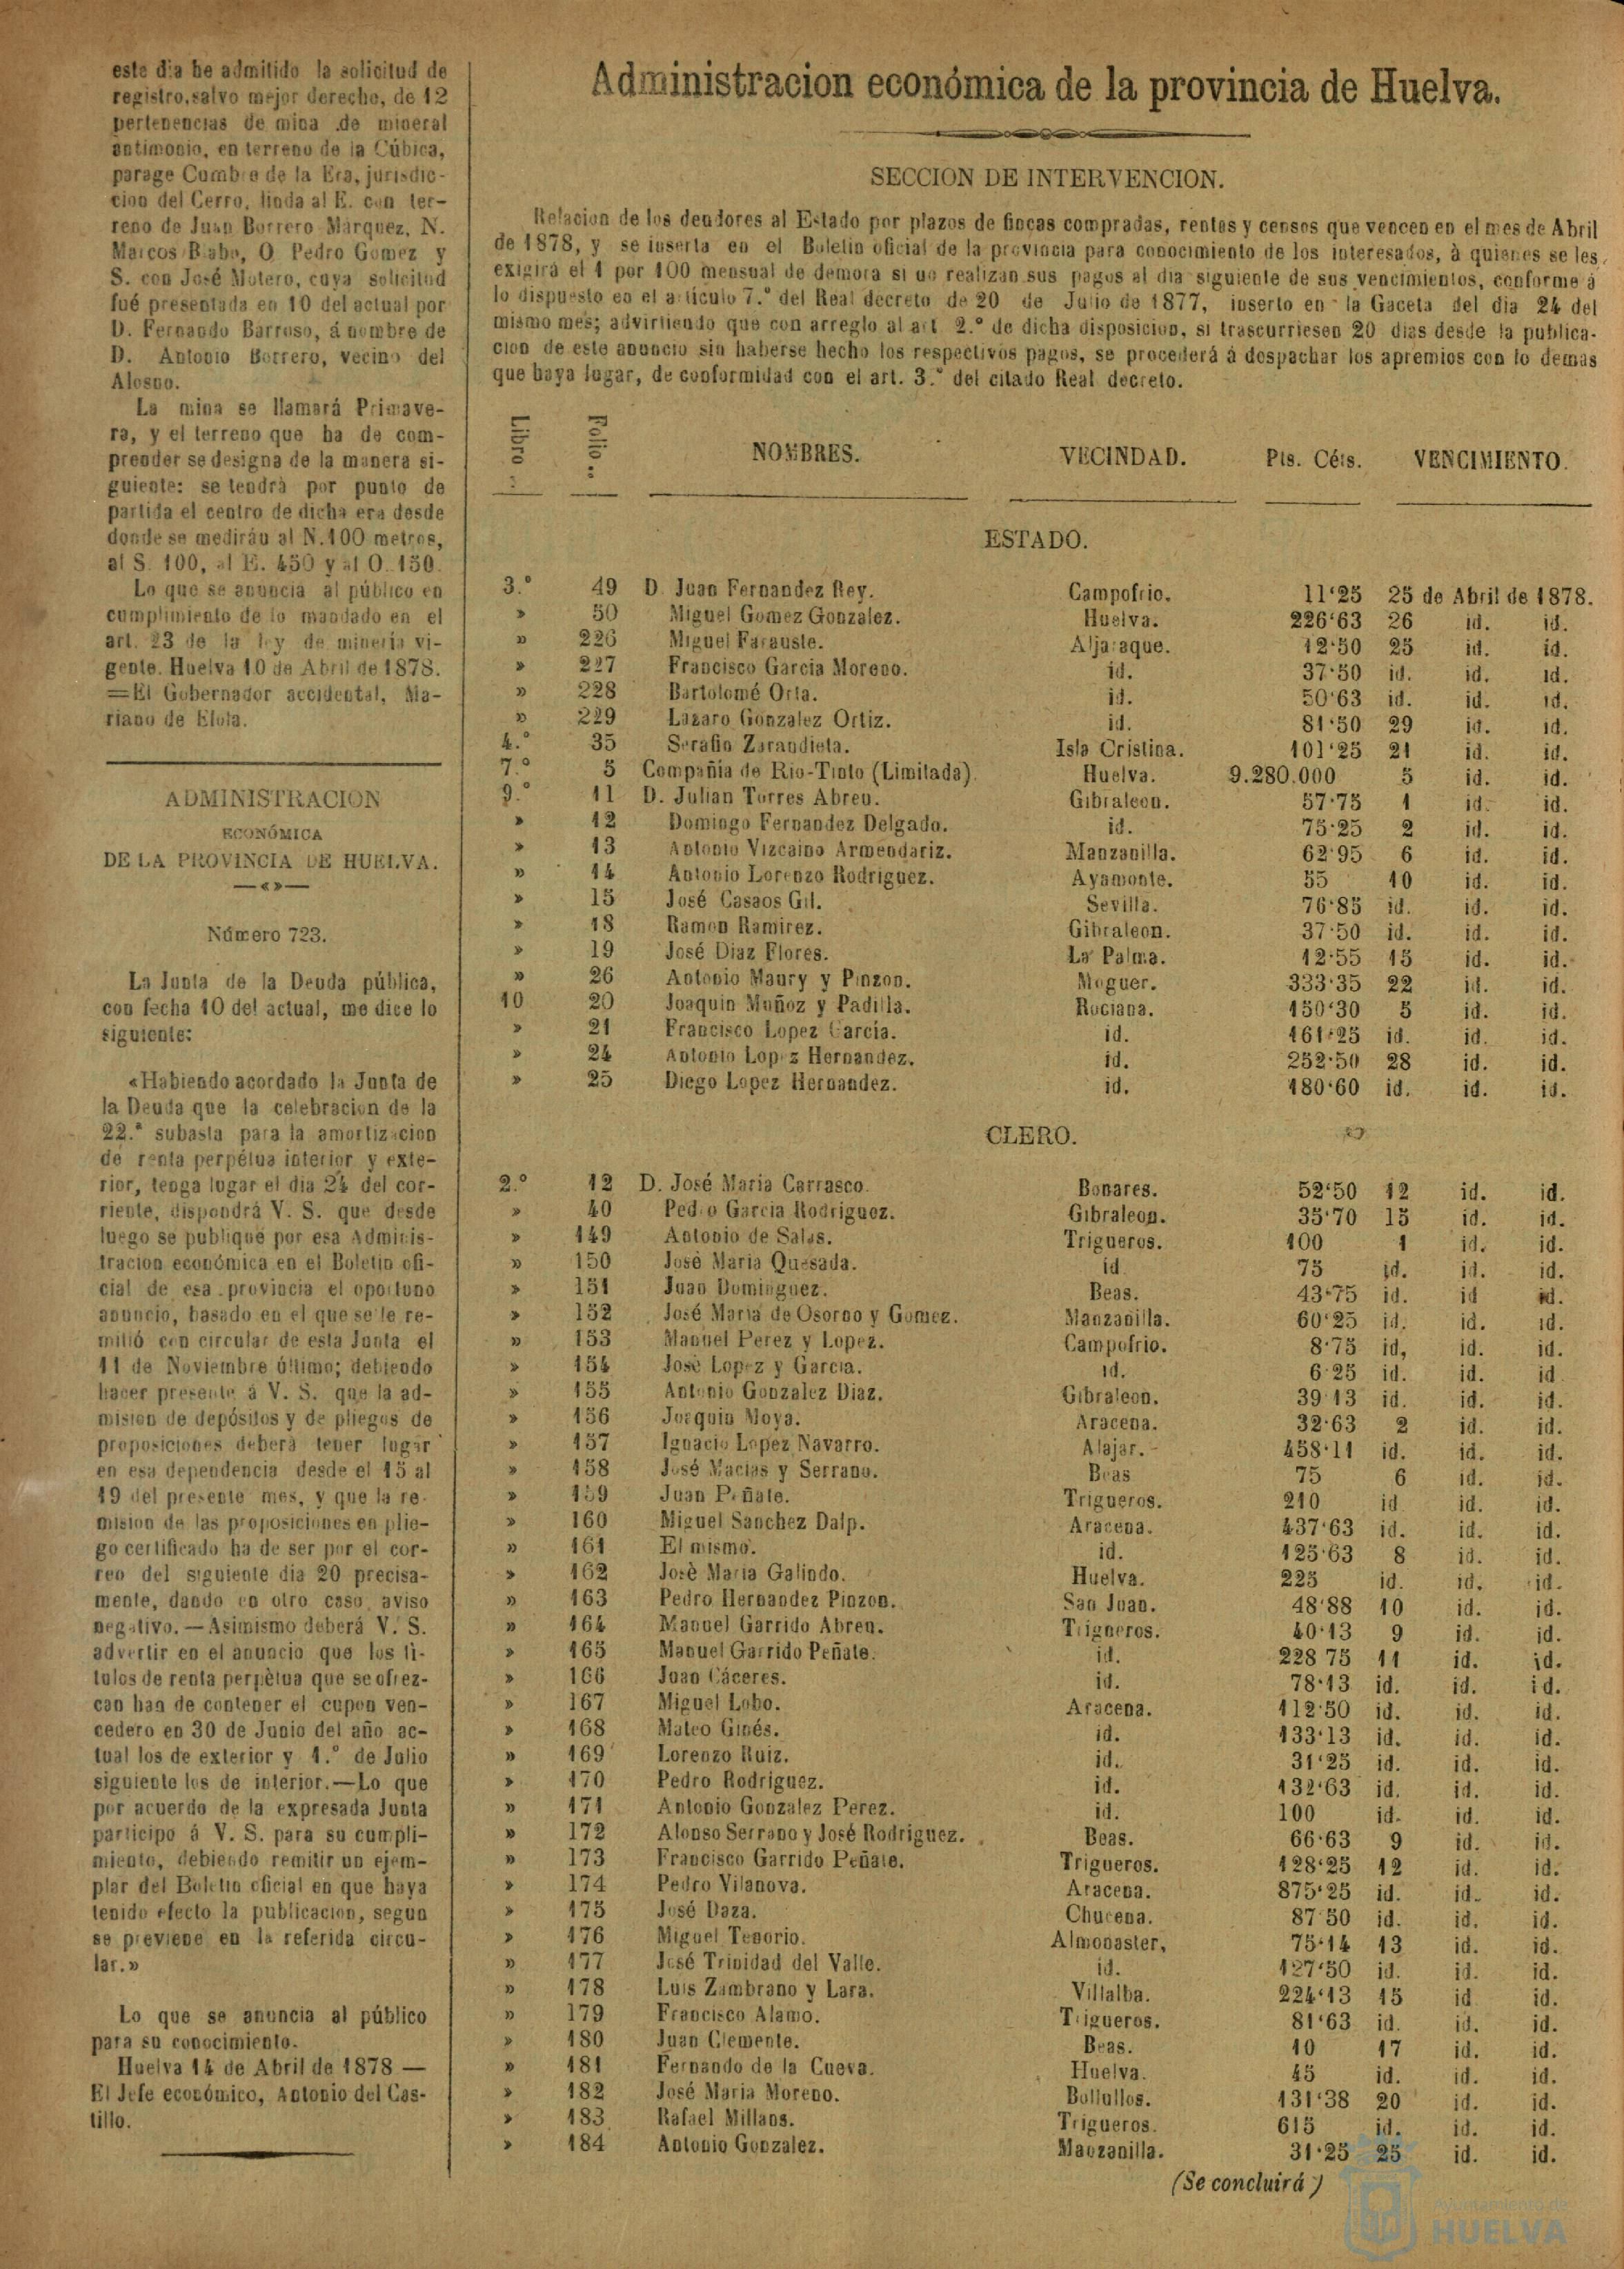 este dia he admitido la solicitud de
registro, salvo mejor derecho, de 12
pertenencias de mina de mineral
antimonio, en terreno de la Cúbica,
parage Cumbre de la Era, jurisdic-
cion del Cerro, linda al E. con ter-
reno de Juan Borrero Márquez, N.
Marcos Babo, O. Pedro Gomez y
S. con José Motero, cuya solicitud
fué presentada en 10 del actual por
D. Fernando Barroso, á nombre de
D. Antonio Borrero, vecino del
Alosno.
La mina se llamará Primave-
ra, y el terreno que ha de com-
prender se designa de la manera si-
guiente: se tendrá por punto de
partida el centro de dicha era desde
donde se medirán al N. 100 metros,
al S. 100, al E. 450 y al O. 150.
Lo que se anuncia al público en
cumplimiento de lo mandado en el
art. 23 de la ley de mineria vi-
gente. Huelva 10 de Abril de 1878.
=El Gobernador accidental, Ma-
riano de Elola.
ADMINISTRACION
ECONÓMICA
DE LA PROVINCIA DE HUELVA.
—«»—
Número 723.
La Junta de la Deuda pública,
con fecha 10 del actual, me dice lo
siguiente:
«Habiendo acordado la Junta de
la Deuda que la celebracion de la
22.ª subasta para la amortizacion
de renta perpétua interior y exte-
rior, tenga lugar el dia 24 del cor-
riente, dispondrá V. S. que desde
luego se publique por esa Adminis-
tracion económica en el Boletin ofi-
cial de esa provincia el oportuno
anuncio, basado en el que se le re-
mitió con circular de esta Junta el
11 de Noviembre último; debiendo
hacer presente á V. S. que la ad-
mision de depósitos y de pliegos de
proposiciones deberá tener lugar
en esa dependencia desde el 15 al
19 del presente mes, y que la re-
mision de las proposiciones en plie-
go certificado ha de ser por el cor-
reo del siguiente dia 20 precisa-
mente, dando en otro caso aviso
negativo.—Asimismo deberá V. S.
advertir en el anuncio que los ti-
tulos de renta perpètua que se ofrez-
can han de contener el cupon ven-
cedero en 30 de Junio del año ac-
tual los de exterior y 1.º de Julio
siguiente los de interior.—Lo que
por acuerdo de la expresada Junta
participo á V. S. para su cumpli-
miento, debiendo remitir un ejem-
plar del Boletin oficial en que haya
tenido efecto la publicacion, segun
se previene en la referida circu-
lar.»
Lo que se anuncia al público
para su conocimiento.
Huelva 14 de Abril de 1878 —
El Jefe económico, Antonio del Cas-
tillo.
Administracion económica de la provincia de Huelva.
SECCION DE INTERVENCION.
Relacion de los deudores al Estado por plazos de fincas compradas, rentes y censos que vencen en el mes de Abril
de 1878, y se inserta en el Boletin oficial de la provincia para conocimiento de los interesados, à quienes se les
exigirá el 1 por 100 mensual de demora si no realizan sus pagos al dia siguiente de sus vencimientos, conforme á
lo dispuesto en el articulo 7.º del Real decreto de 20 de Julio de 1877, inserto en la Gaceta del dia 24 del
mismo mes; advirtiendo que con arreglo al art 2.º de dicha disposicion, si trascurriesen 20 dias desde la publica-
cion de este anuncio sin haberse hecho los respectivos pagos, se procederá á despachar los apremios con lo demas
que haya lugar, de conformidad con el art. 3.º del citado Real decreto.
Libro Folio.. NOMBRES. VECINDAD. Pts. Céts. VENCIMIENTO.
ESTADO.
3.º 49 D. Juan Fernandez Rey. Campofrio. 11‘25 25 de Abril de 1878.
» 50 Miguel Gomez Gonzalez. Huelva. 226‘63 26 id. id.
» 226 Miguel Farauste. Aljaraque. 12‘50 25 id. id.
» 227 Francisco Garcia Moreno. id. 37‘50 id. id. id.
» 228 Bartolomé Orta. id. 50‘63 id. id. id.
» 229 Lazaro Gonzalez Ortiz. id. 81‘50 29 id. id.
4.º 35 Serafin Zarandieta. Isla Cristina. 101‘25 21 id. id.
7.º 5 Compañia de Rio-Tinto (Limitada). Huelva. 9.280.000 5 id. id.
9.º 11 D. Julian Torres Abreu. Gibraleon. 57‘75 1 id. id.
» 12 Domingo Fernandez Delgado. id. 75‘25 2 id. id.
» 13 Antonio Vizcaino Armendariz. Manzanilla. 62‘95 6 id. id.
» 14 Antonio Lorenzo Rodriguez. Ayamonte. 55 10 id. id.
» 15 José Casaos Gil. Sevilla. 76‘85 id. id. id.
» 18 Ramon Ramirez. Gibraleon. 37‘50 id. id. id.
» 19 José Diaz Flores. La Palma. 12‘55 15 id. id.
» 26 Antonio Maury y Pinzon. Moguer. 333‘35 22 id. id.
10 20 Joaquin Muñoz y Padilla. Rociana. 150‘30 5 id. id.
» 21 Francisco Lopez Garcia. id. 161‘25 id. id. id.
» 24 Antonio Lopez Hernandez. id. 252‘50 28 id. id.
» 25 Diego Lopez Hernandez. id. 180‘60 id. id. id.
CLERO.
2.º 12 D. José Maria Carrasco. Bonares. 52‘50 12 id. id.
» 40 Pedro Garcia Rodriguez. Gibraleon. 35‘70 15 id. id.
» 149 Antonio de Salas. Trigueros. 100 1 id. id.
» 150 José Maria Quesada. id. 75 id. id. id.
» 151 Juan Dominguez. Beas. 43‘75 id. id id.
» 152 José Maria de Osorno y Gomez. Manzanilla. 60‘25 id. id. id.
» 153 Manuel Perez y Lopez. Campofrio. 8‘75 id, id. id.
» 154 José Lopez y Garcia. id. 6‘25 id. id. id
» 155 Antonio Gonzalez Diaz. Gibraleon. 39‘13 id. id. id.
» 156 Joaquin Moya. Aracena. 32‘63 2 id. id.
» 157 Ignacio Lopez Navarro. Alajar. 458‘11 id. id. id.
» 158 José Macias y Serrano. Beas 75 6 id. id.
» 159 Juan Peñate. Trigueros. 210 id id. id.
» 160 Miguel Sanchez Dalp. Aracena. 437‘63 id. id. id.
» 161 El mismo. id. 125‘63 8 id. id.
» 162 Josè Maria Galindo. Huelva. 225 id. id. id.
» 163 Pedro Hernandez Pinzon. San Juan. 48‘88 10 id. id.
» 164 Manuel Garrido Abren. Trigueros. 40‘13 9 id. id.
» 165 Manuel Garrido Peñate. id. 228 75 11 id. id.
» 166 Juan Cáceres. id. 78‘13 id. id. id.
» 167 Miguel Lobo. Aracena. 112‘50 id. id. id.
» 168 Mateo Ginés. id. 133‘13 id. id. id.
» 169 Lorenzo Ruiz. id. 31‘25 id. id. id.
» 170 Pedro Rodriguez. id. 132‘63 id. id. id.
» 171 Antonio Gonzalez Perez. id. 100 id. id. id.
» 172 Alonso Serrano y José Rodriguez. Beas. 66‘63 9 id. id.
» 173 Francisco Garrido Peñate. Trigueros. 128‘25 12 id. id.
» 174 Pedro Vilanova. Aracena. 875‘25 id. id. id.
» 175 José Daza. Chucena. 87‘50 id. id. id.
» 176 Miguel Tenorio. Almonaster, 75‘14 13 id. id.
» 177 José Trinidad del Valle. id. 127‘50 id. id. id.
» 178 Luis Zambrano y Lara. Villalba. 224‘13 15 id id.
» 179 Francisco Alamo. Trigueros. 81‘63 id. id. id.
» 180 Juan Clemente. Beas. 10 17 id. id.
» 181 Fernando de la Cueva. Huelva. 45 id. id. id.
» 182 José Maria Moreno. Bollullos. 131‘38 20 id. id.
» 183 Rafael Millans. Trigueros. 615 id. id. id.
» 184 Antonio Gonzalez. Manzanilla. 31‘25 25 id. id.
(Se concluirá)
Ayuntamiento de
HUELVA